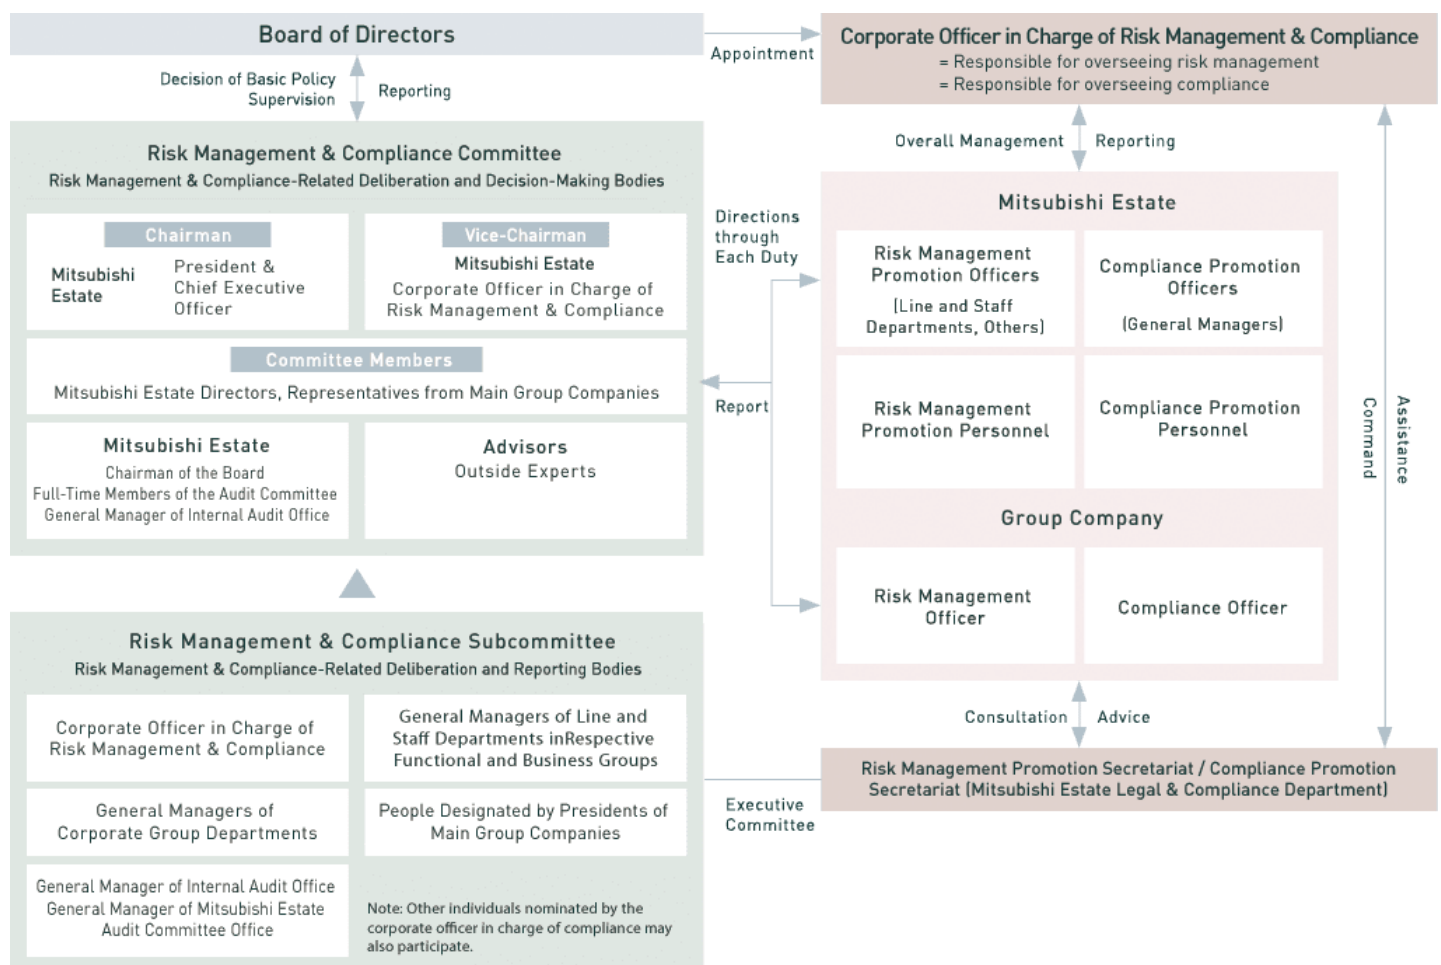 Board of Directors
Appointment
Corporate Officer in Charge of Risk Management & Compliance
= Responsible for overseeing risk management
= Responsible for overseeing compliance
Decision of Basic Policy
Supervision
Reporting
Overall Management
Reporting
Risk Management & Compliance Committee
Risk Management & Compliance-Related Deliberation and Decision-Making Bodies
Chairman
Mitsubishi
Estate
President &
Chief Executive
Officer
Vice-Chairman
Mitsubishi Estate
Corporate Officer in Charge of
Risk Management & Compliance
Committee Members
Mitsubishi Estate Directors, Representatives from Main Group Companies
Mitsubishi Estate
Chairman of the Board
Full-Time Members of the Audit Committee
General Manager of Internal Audit Office
Advisors
Outside Experts
Directions
through
Each Duty
Report
Mitsubishi Estate
Risk Management
Promotion Officers
(Line and Staff
Departments, Others)
Compliance Promotion
Officers
(General Managers)
Risk Management
Promotion Personnel
Compliance Promotion
Personnel
Group Company
Risk Management
Officer
Compliance Officer
Command
Assistance
Consultation
Advice
Risk Management & Compliance Subcommittee
Risk Management & Compliance-Related Deliberation and Reporting Bodies
Corporate Officer in Charge of
Risk Management & Compliance
General Managers of Line and
Staff Departments inRespective
Functional and Business Groups
General Managers of
Corporate Group Departments
People Designated by Presidents of
Main Group Companies
General Manager of Internal Audit Office
General Manager of Mitsubishi Estate
Audit Committee Office
Note: Other individuals nominated by the
corporate officer in charge of compliance may
also participate.
Executive
Committee
Risk Management Promotion Secretariat / Compliance Promotion
Secretariat (Mitsubishi Estate Legal & Compliance Department)